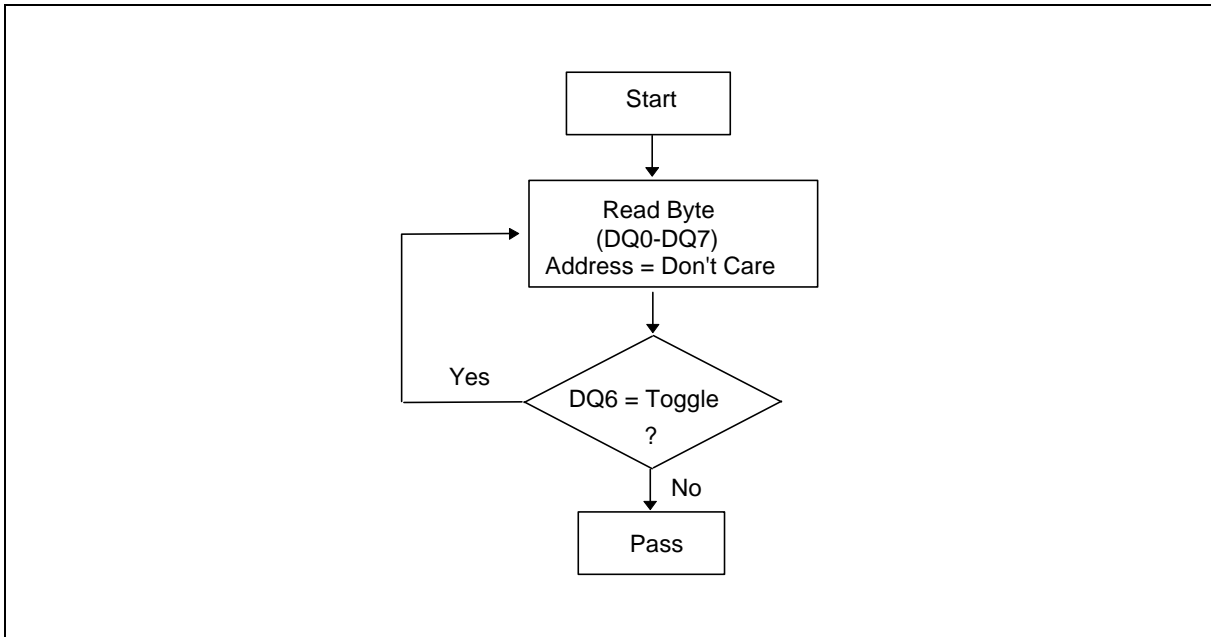 Start
Read Byte
(DQ0-DQ7)
Address = Don't Care
Yes
DQ6 = Toggle
?
No
Pass